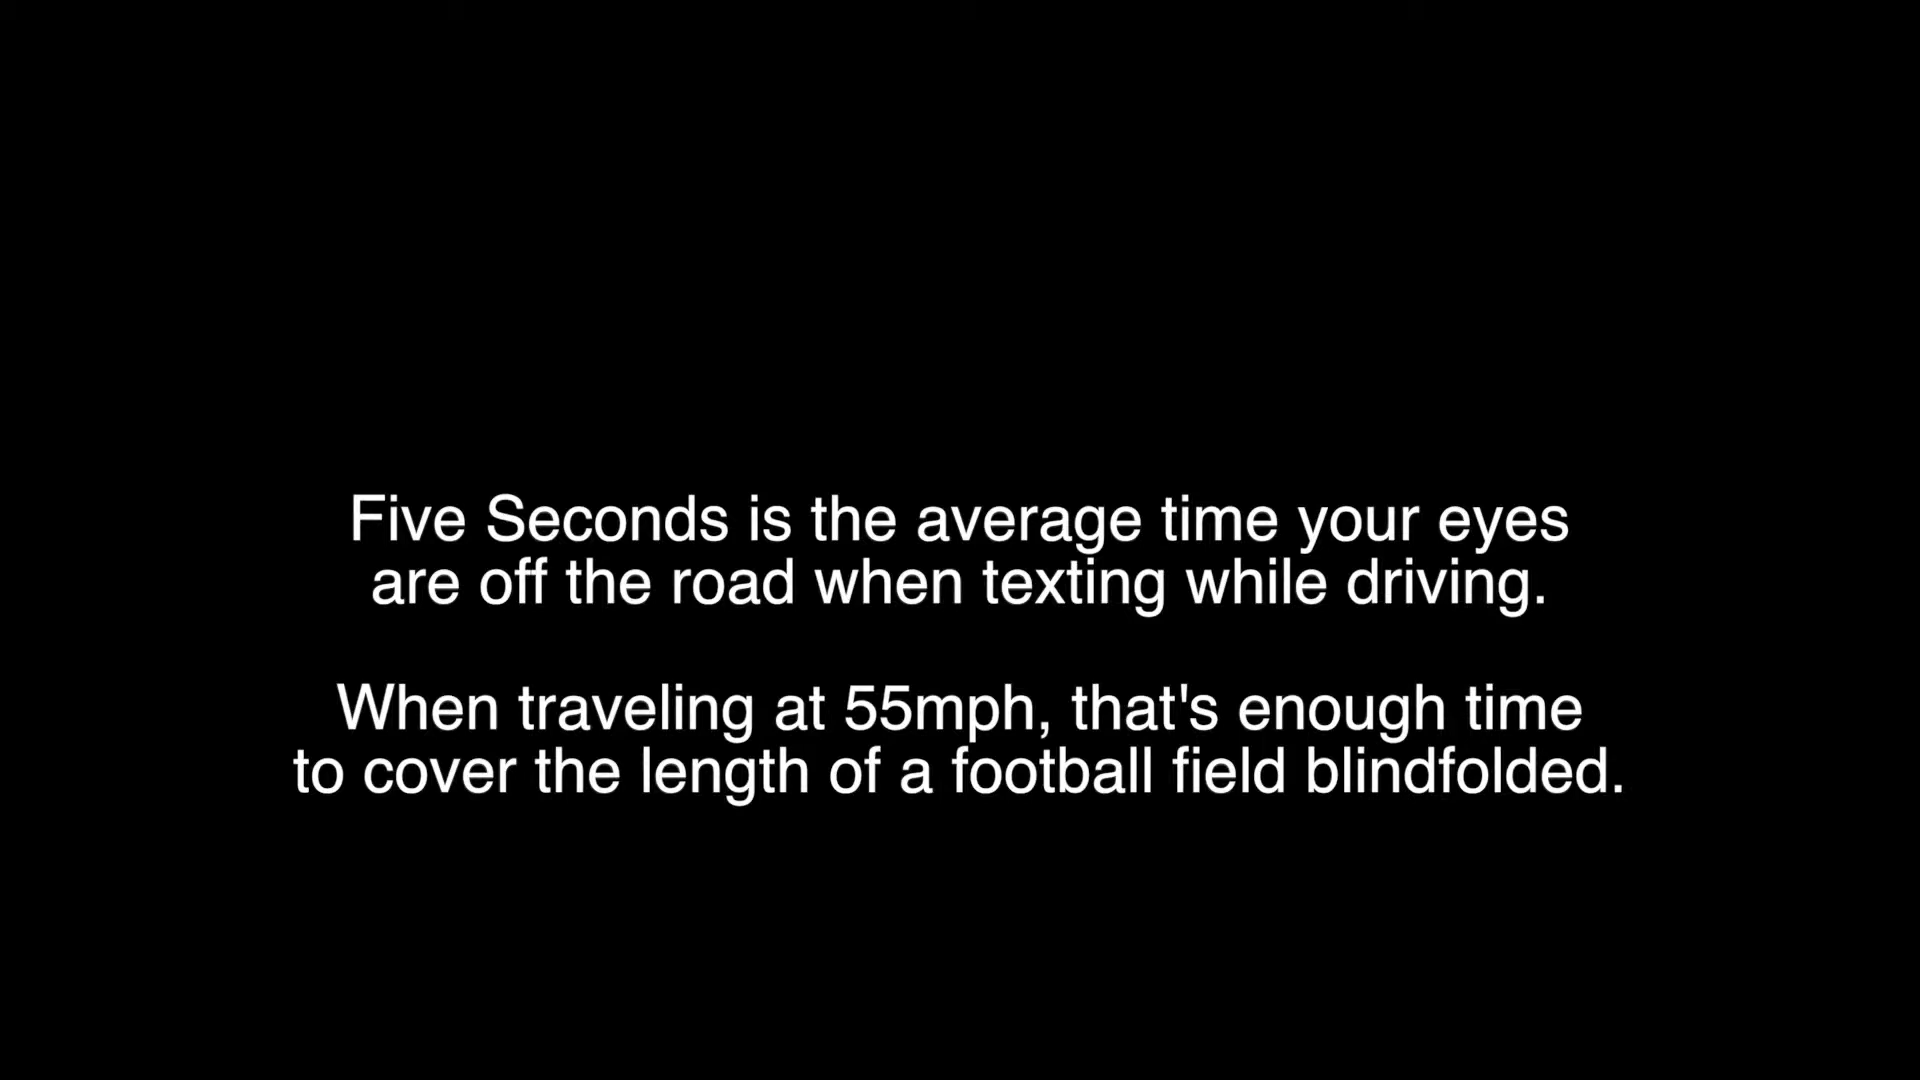 Five Seconds is the average time your eyes
are off the road when texting while driving.
When traveling at 55mph, that's enough time
to cover the length of a football field blindfolded.